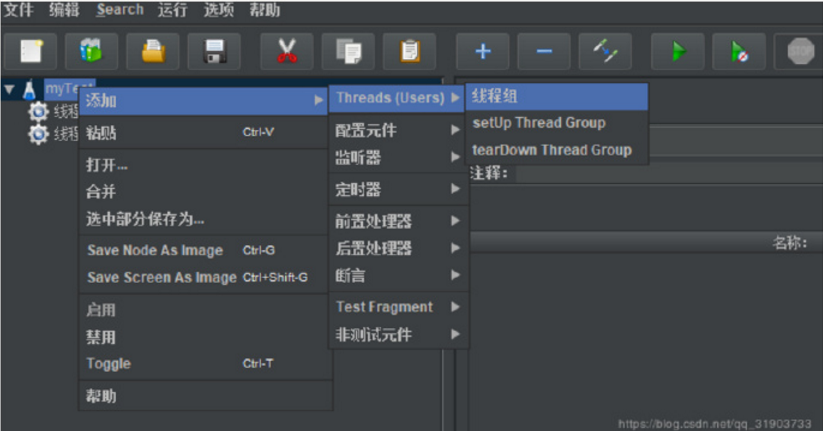 文件 编辑 Search 运行 选项 帮助
myTest
线程
线程
添加
粘贴 Ctrl-V
打开...
合并
选中部分保存为...
Save Node As Image Ctrl-G
Save Screen As Image Ctrl+Shift-G
启用
禁用
Toggle Ctrl-T
帮助
Threads (Users)
配置元件
监听器
定时器
前置处理器
后置处理器
断言
Test Fragment
非测试元件
线程组
setUp Thread Group
tearDown Thread Group
注释:
名称:
https://blog.csdn.net/qq_31903733